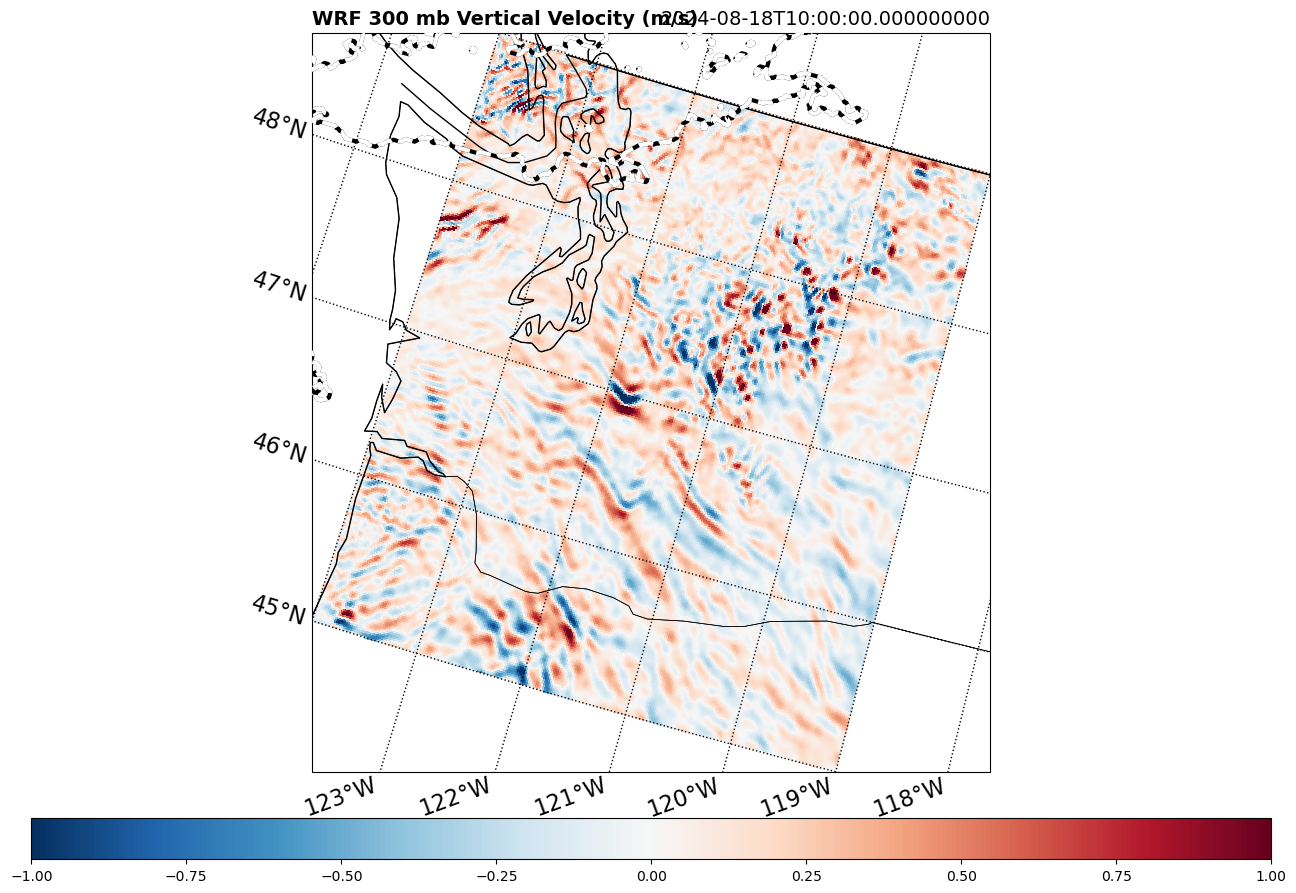 WRF 300 mb Vertical Velocity (m/s) 2024-08-18T10:00:00.000000000
48°N
47°N
46°N
45°N
123°W 122°W 121°W 120°W 119°W 118°W
−1.00 −0.75 −0.50 −0.25 0.00 0.25 0.50 0.75 1.00